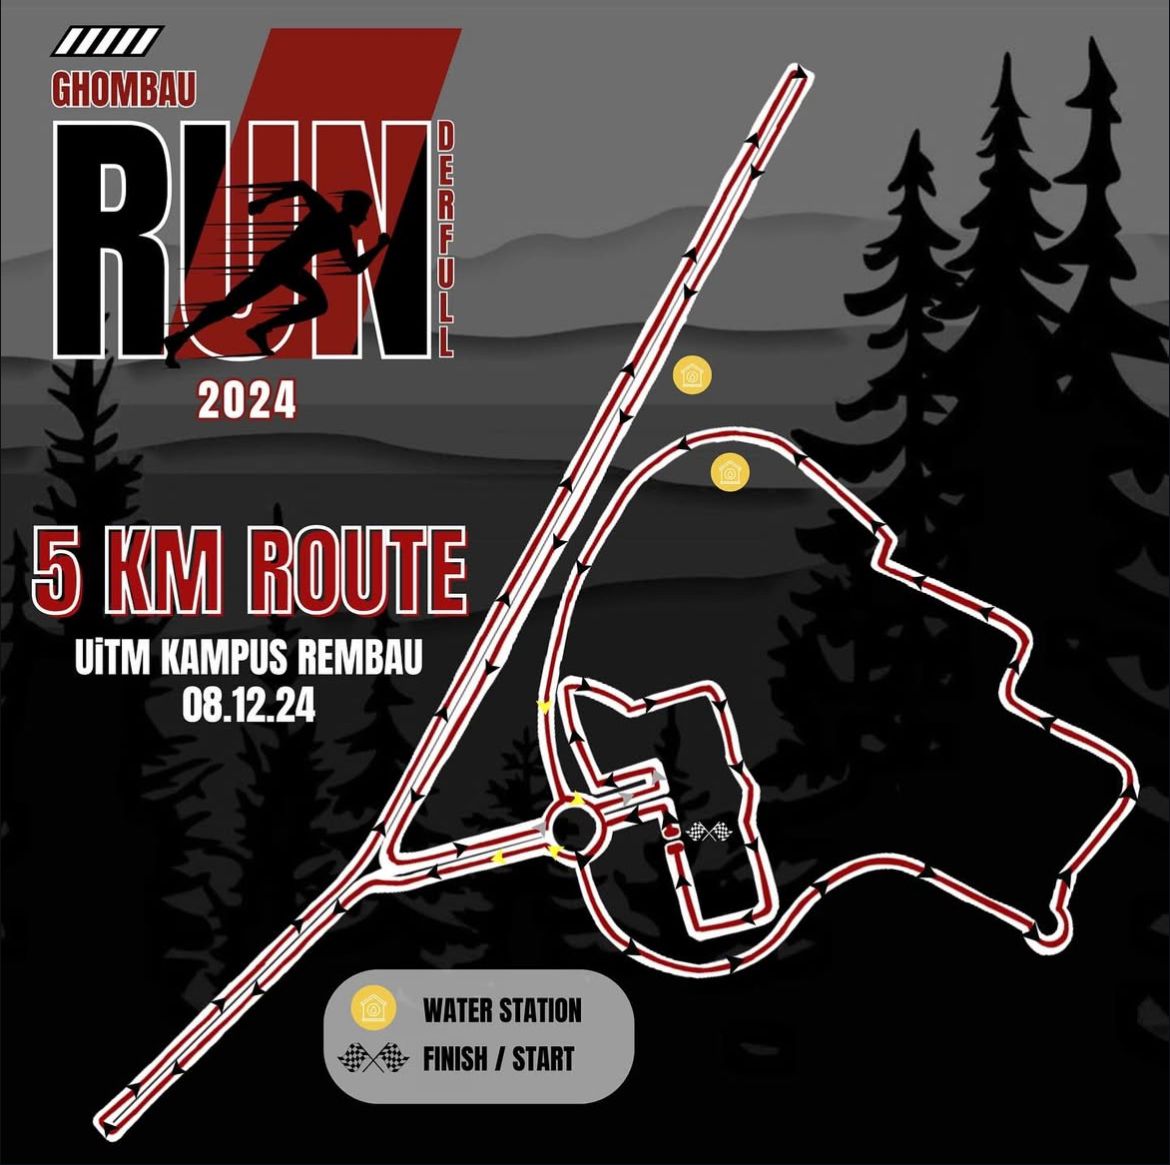 GHOMBAU
RUN
DERFULL
2024
5 KM ROUTE
UiTM KAMPUS REMBAU
08.12.24
WATER STATION
FINISH / START